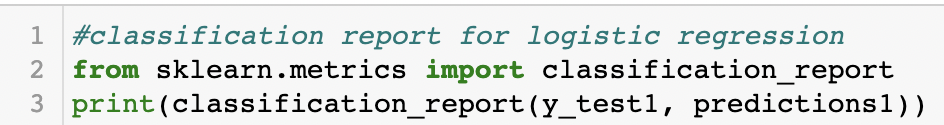 1 #classification report for logistic regression
2 from sklearn.metrics import classification_report
3 print(classification_report(y_test1, predictions1))